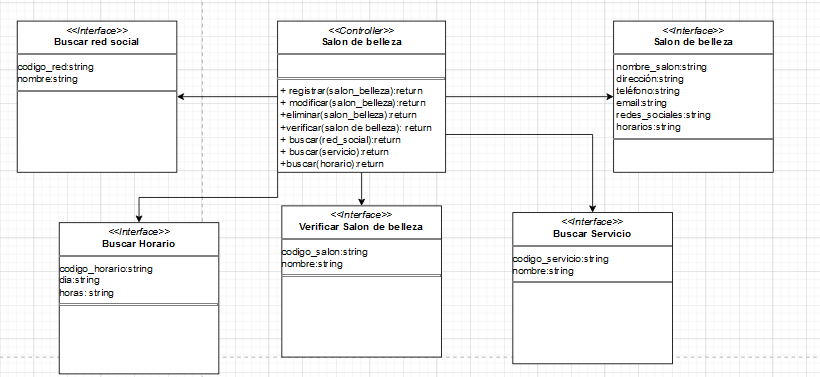 <<Interface>>
Buscar red social
codigo_red:string
nombre:string
<<Controller>>
Salon de belleza
+ registrar(salon_belleza):return
+ modificar(salon_belleza):return
+eliminar(salon_belleza):return
+verificar(salon de belleza): return
+ buscar(red_social):return
+ buscar(servicio):return
+buscar(horario):return
<<Interface>>
Salon de belleza
nombre_salon:string
dirección:string
teléfono:string
email:string
redes_sociales:string
horarios:string
<<Interface>>
Buscar Horario
codigo_horario:string
dia:string
horas: string
<<Interface>>
Verificar Salon de belleza
codigo_salon:string
nombre:string
<<Interface>>
Buscar Servicio
codigo_servicio:string
nombre:string